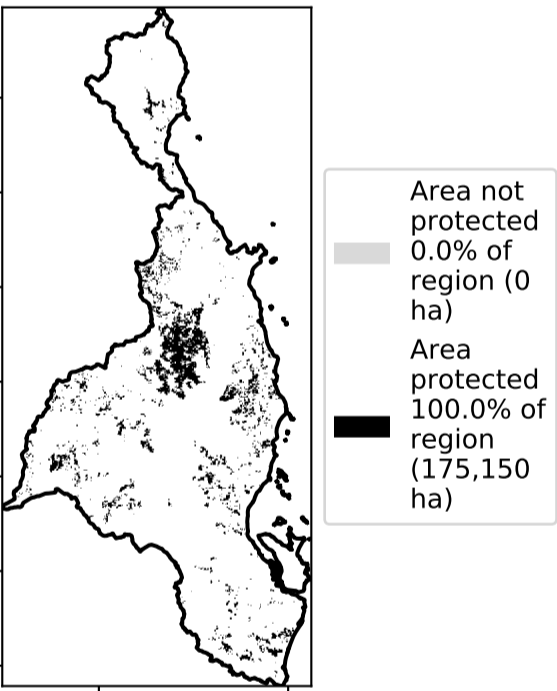 Area not
protected
0.0% of
region (0
ha)
Area
protected
100.0% of
region
(175,150
ha)